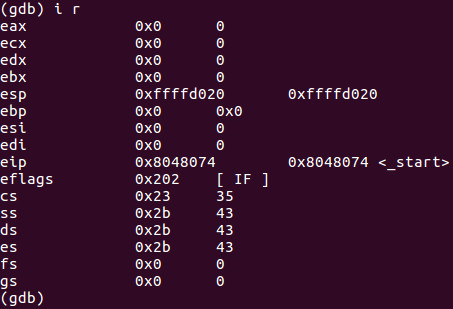 (gdb) i r
eax 0x0 0
ecx 0x0 0
edx 0x0 0
ebx 0x0 0
esp 0xffffd020 0xffffd020
ebp 0x0 0x0
esi 0x0 0
edi 0x0 0
eip 0x8048074 0x8048074 <_start>
eflags 0x202 [ IF ]
cs 0x23 35
ss 0x2b 43
ds 0x2b 43
es 0x2b 43
fs 0x0 0
gs 0x0 0
(gdb)